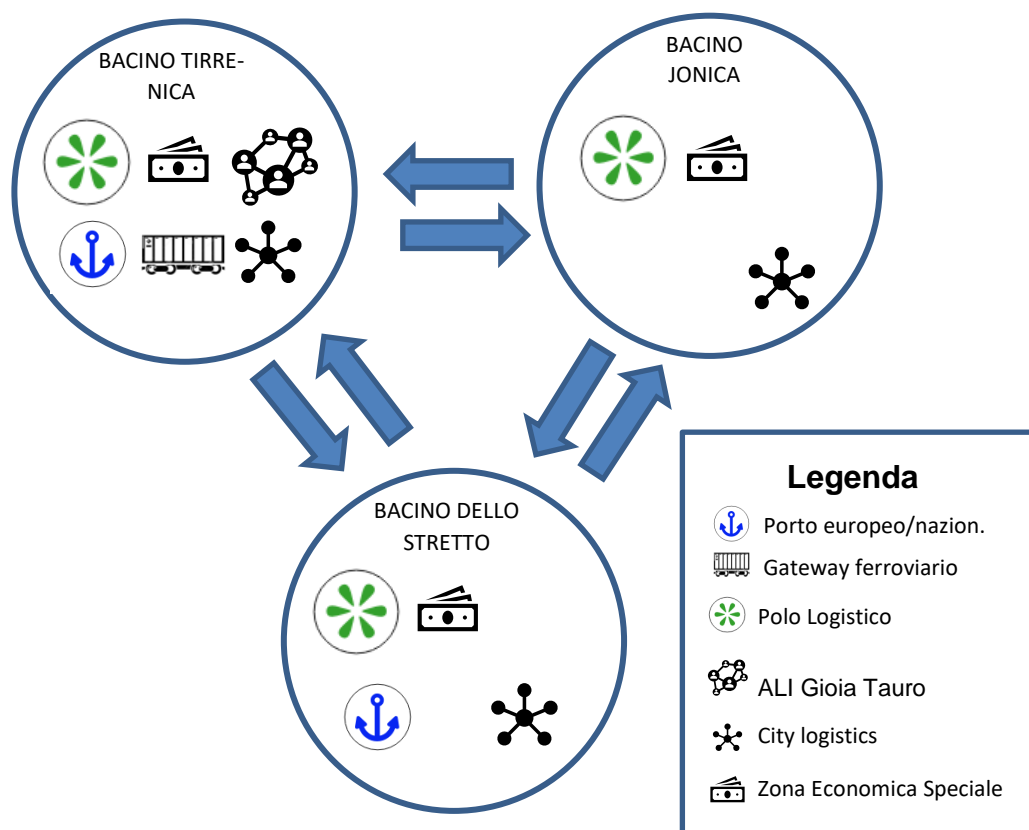 BACINO TIRRE-
NICA
BACINO
JONICA
BACINO DELLO
STRETTO
Legenda
Porto europeo/nazion.
Gateway ferroviario
Polo Logistico
ALI Gioia Tauro
City logistics
Zona Economica Speciale